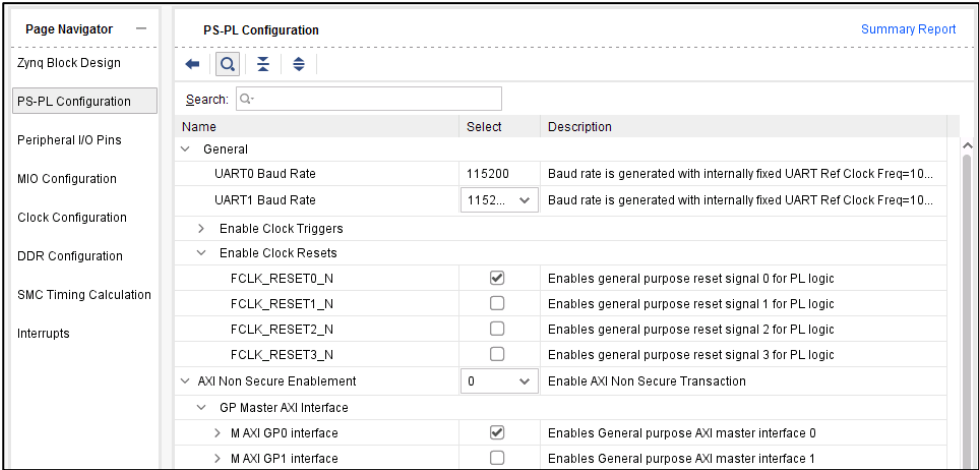 Page Navigator
Zynq Block Design
PS-PL Configuration
Peripheral I/O Pins
MIO Configuration
Clock Configuration
DDR Configuration
SMC Timing Calculation
Interrupts
PS-PL Configuration Summary Report
Search:
Name Select Description
General
UART0 Baud Rate 115200 Baud rate is generated with internally fixed UART Ref Clock Freq=10...
UART1 Baud Rate 1152... Baud rate is generated with internally fixed UART Ref Clock Freq=10...
Enable Clock Triggers
Enable Clock Resets
FCLK_RESET0_N Enables general purpose reset signal 0 for PL logic
FCLK_RESET1_N Enables general purpose reset signal 1 for PL logic
FCLK_RESET2_N Enables general purpose reset signal 2 for PL logic
FCLK_RESET3_N Enables general purpose reset signal 3 for PL logic
AXI Non Secure Enablement 0 Enable AXI Non Secure Transaction
GP Master AXI Interface
M AXI GP0 interface Enables General purpose AXI master interface 0
M AXI GP1 interface Enables General purpose AXI master interface 1